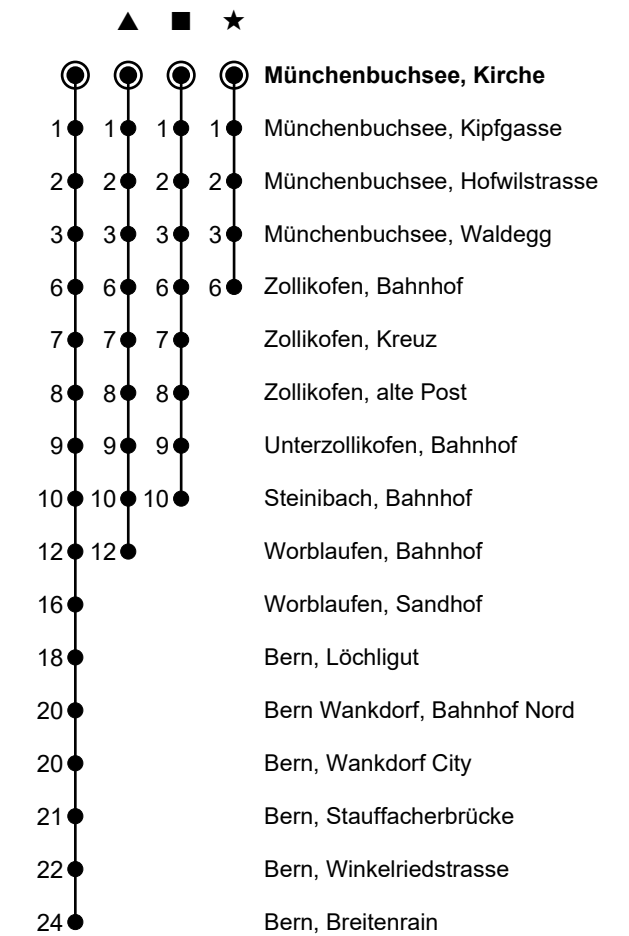 ▲ ■ ★
Münchenbuchsee, Kirche
1 1 1 1 Münchenbuchsee, Kipfgasse
2 2 2 2 Münchenbuchsee, Hofwilstrasse
3 3 3 3 Münchenbuchsee, Waldegg
6 6 6 6 Zollikofen, Bahnhof
7 7 7 Zollikofen, Kreuz
8 8 8 Zollikofen, alte Post
9 9 9 Unterzollikofen, Bahnhof
10 10 10 Steinibach, Bahnhof
12 12 Worblaufen, Bahnhof
16 Worblaufen, Sandhof
18 Bern, Löchligut
20 Bern Wankdorf, Bahnhof Nord
20 Bern, Wankdorf City
21 Bern, Stauffacherbrücke
22 Bern, Winkelriedstrasse
24 Bern, Breitenrain